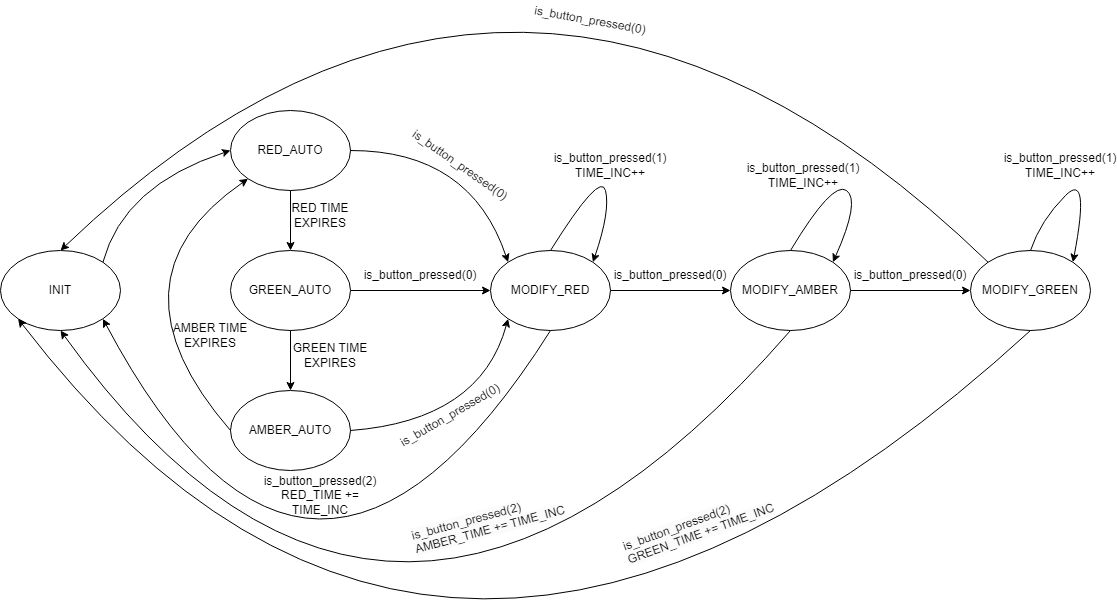 is_button_pressed(0)
RED_AUTO
is_button_pressed(0)
is_button_pressed(1)
TIME_INC++
is_button_pressed(1)
TIME_INC++
is_button_pressed(1)
TIME_INC++
RED TIME
EXPIRES
INIT
GREEN_AUTO
is_button_pressed(0)
MODIFY_RED
is_button_pressed(0)
MODIFY_AMBER
is_button_pressed(0)
MODIFY_GREEN
AMBER TIME
EXPIRES
GREEN TIME
EXPIRES
AMBER_AUTO
is_button_pressed(0)
is_button_pressed(2)
RED_TIME +=
TIME_INC
is_button_pressed(2)
AMBER_TIME += TIME_INC
is_button_pressed(2)
GREEN_TIME += TIME_INC